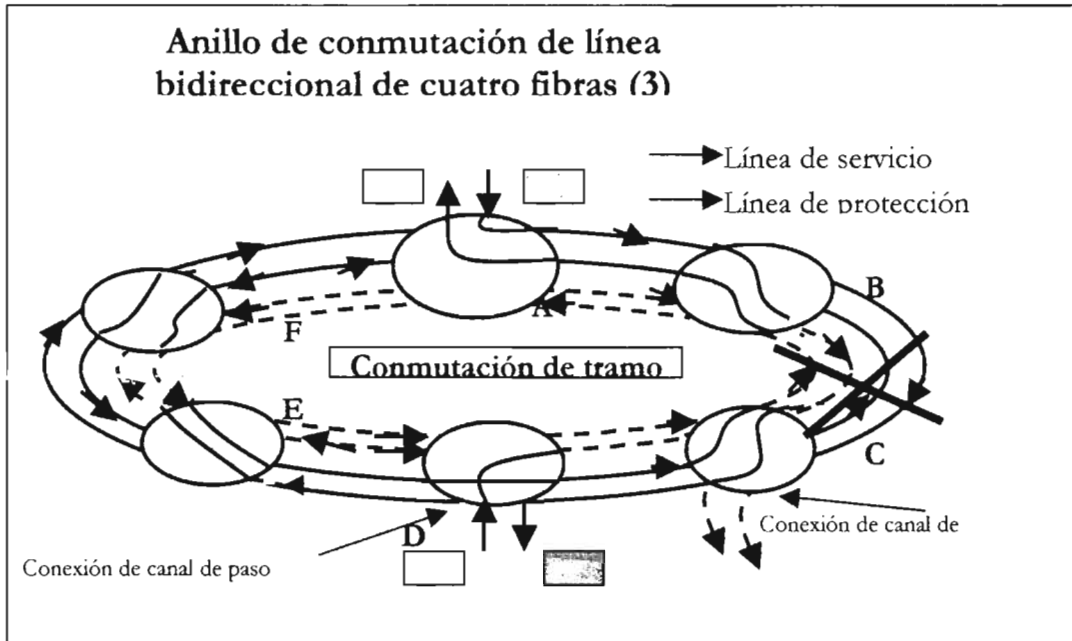 Anillo de conmutación de línea
bidireccional de cuatro fibras (3)
Línea de servicio
Línea de protección
B
A
F
Conmutación de tramo
E
C
D
Conexión de canal de
Conexión de canal de paso